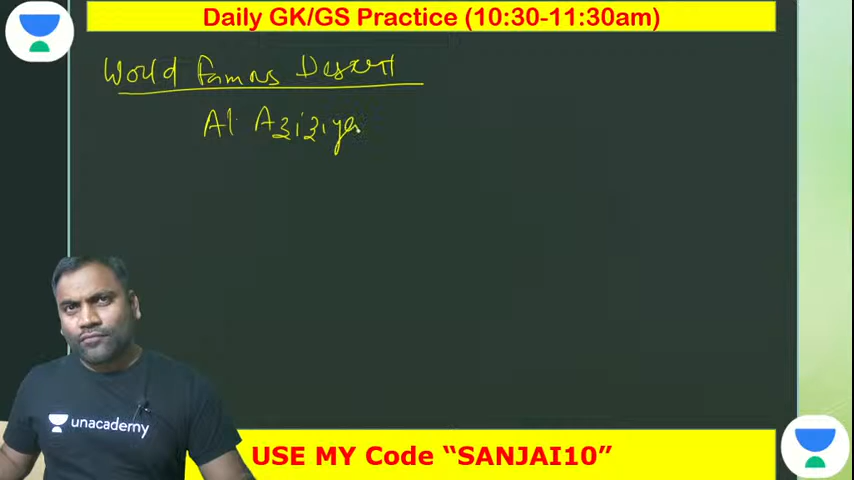 Daily GK/GS Practice (10:30-11:30am)
World Famous Desert
Al Aziziya
unacademy
USE MY Code “SANJAI10”